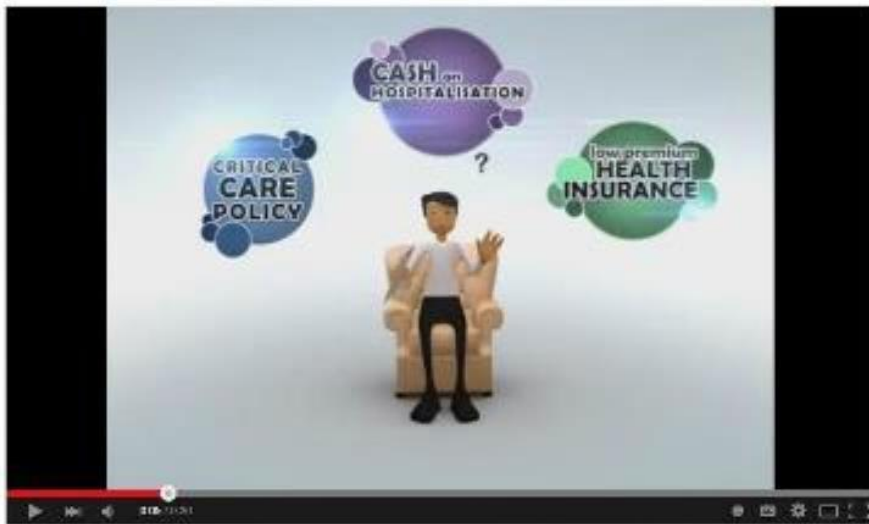 CASH on
HOSPITALISATION
CRITICAL
CARE
POLICY
low premium
HEALTH
INSURANCE
?